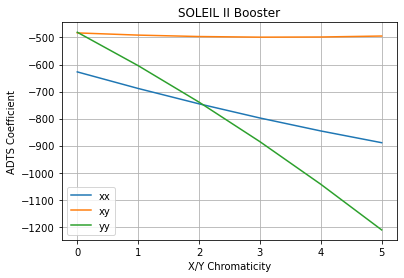 SOLEIL II Booster
ADTS Coefficient
−500
−600
−700
−800
−900
−1000
−1100
−1200
xx
xy
yy
0 1 2 3 4 5
X/Y Chromaticity